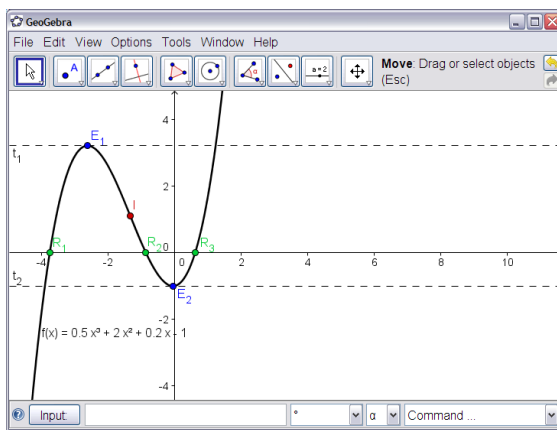 GeoGebra
File Edit View Options Tools Window Help
A
α
a = 2
Move: Drag or select objects
(Esc)
4
E1
t1
2
I
R1 R2 0 R3
-4 -2 0 2 4 6 8 10
t2
E2
-2
f(x) = 0.5 x³ + 2 x² + 0.2 x - 1
-4
Input:
° α Command ...